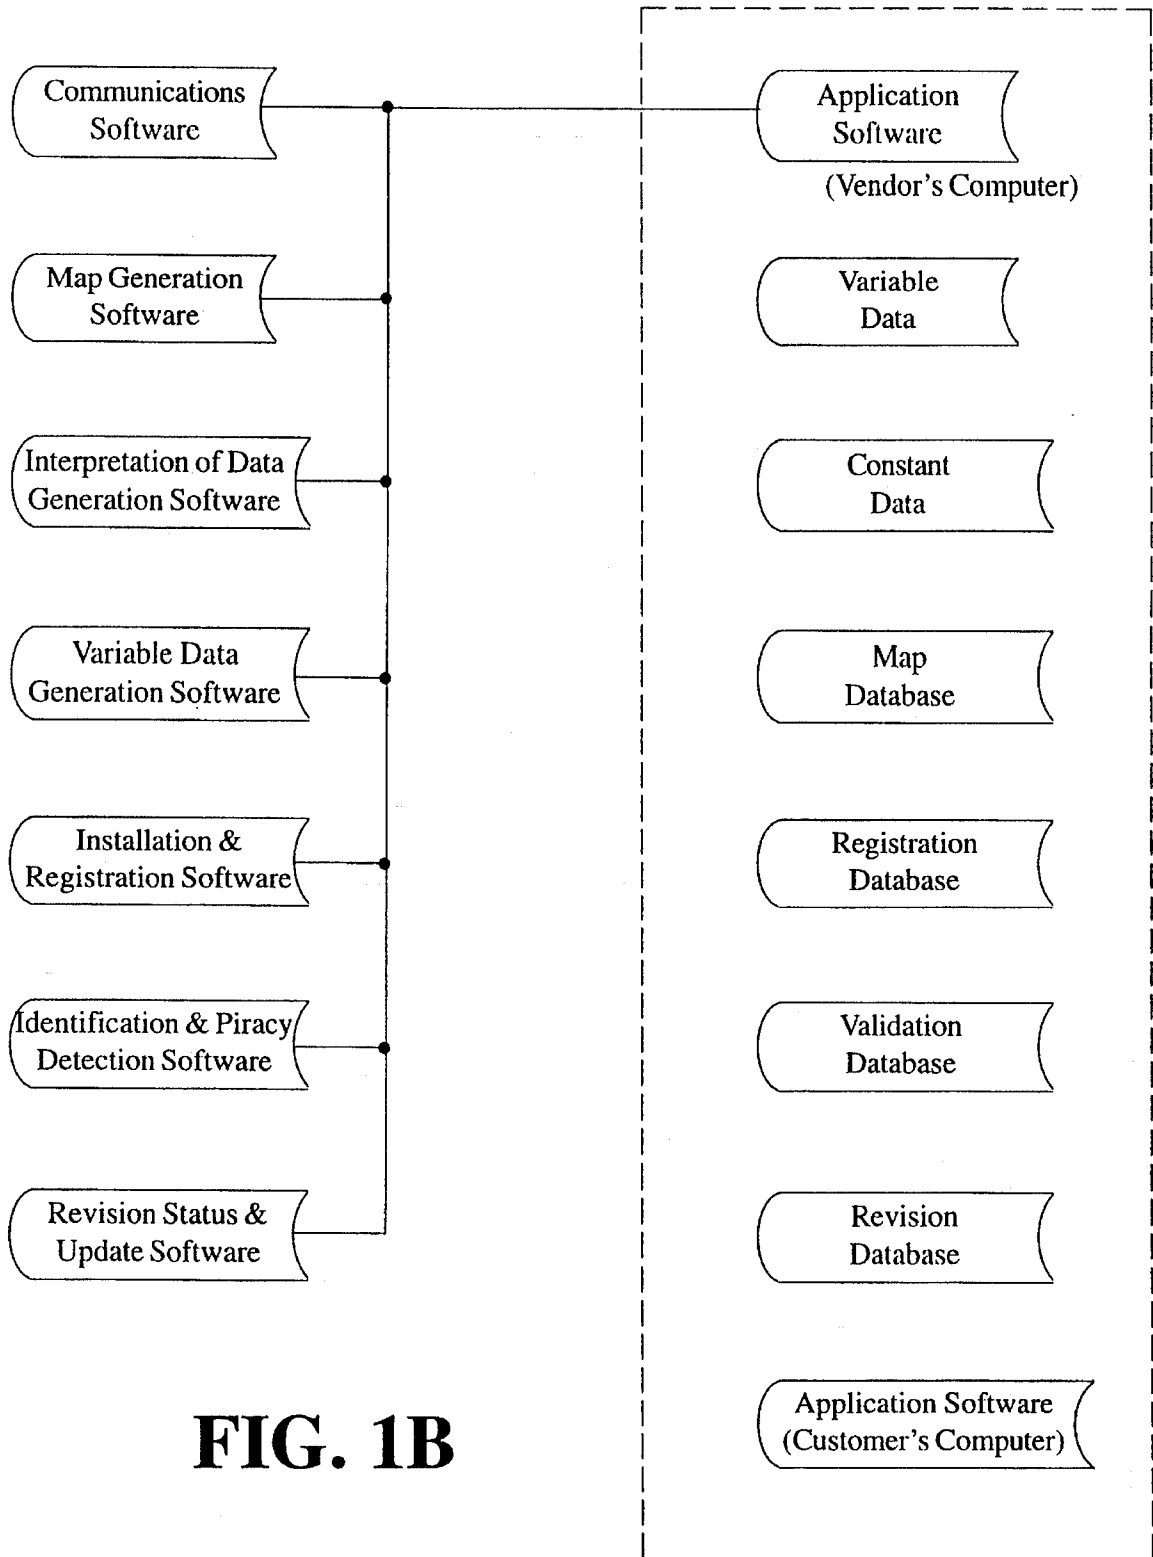 Communications
Software
Application
Software
(Vendor's Computer)
Map Generation
Software
Variable
Data
Interpretation of Data
Generation Software
Constant
Data
Variable Data
Generation Software
Map
Database
Installation &
Registration Software
Registration
Database
Identification & Piracy
Detection Software
Validation
Database
Revision Status &
Update Software
Revision
Database
Application Software
(Customer's Computer)
FIG. 1B